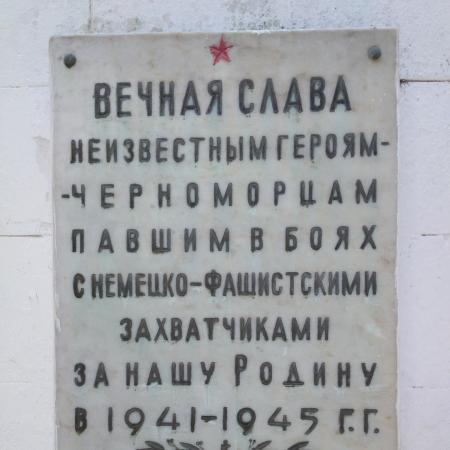 ВЕЧНАЯ СЛАВА
НЕИЗВЕСТНЫМ ГЕРОЯМ-
-ЧЕРНОМОРЦАМ
ПАВШИМ В БОЯХ
С НЕМЕЦКО-ФАШИСТСКИМИ
ЗАХВАТЧИКАМИ
ЗА НАШУ РОДИНУ
В 1941-1945 Г.Г.